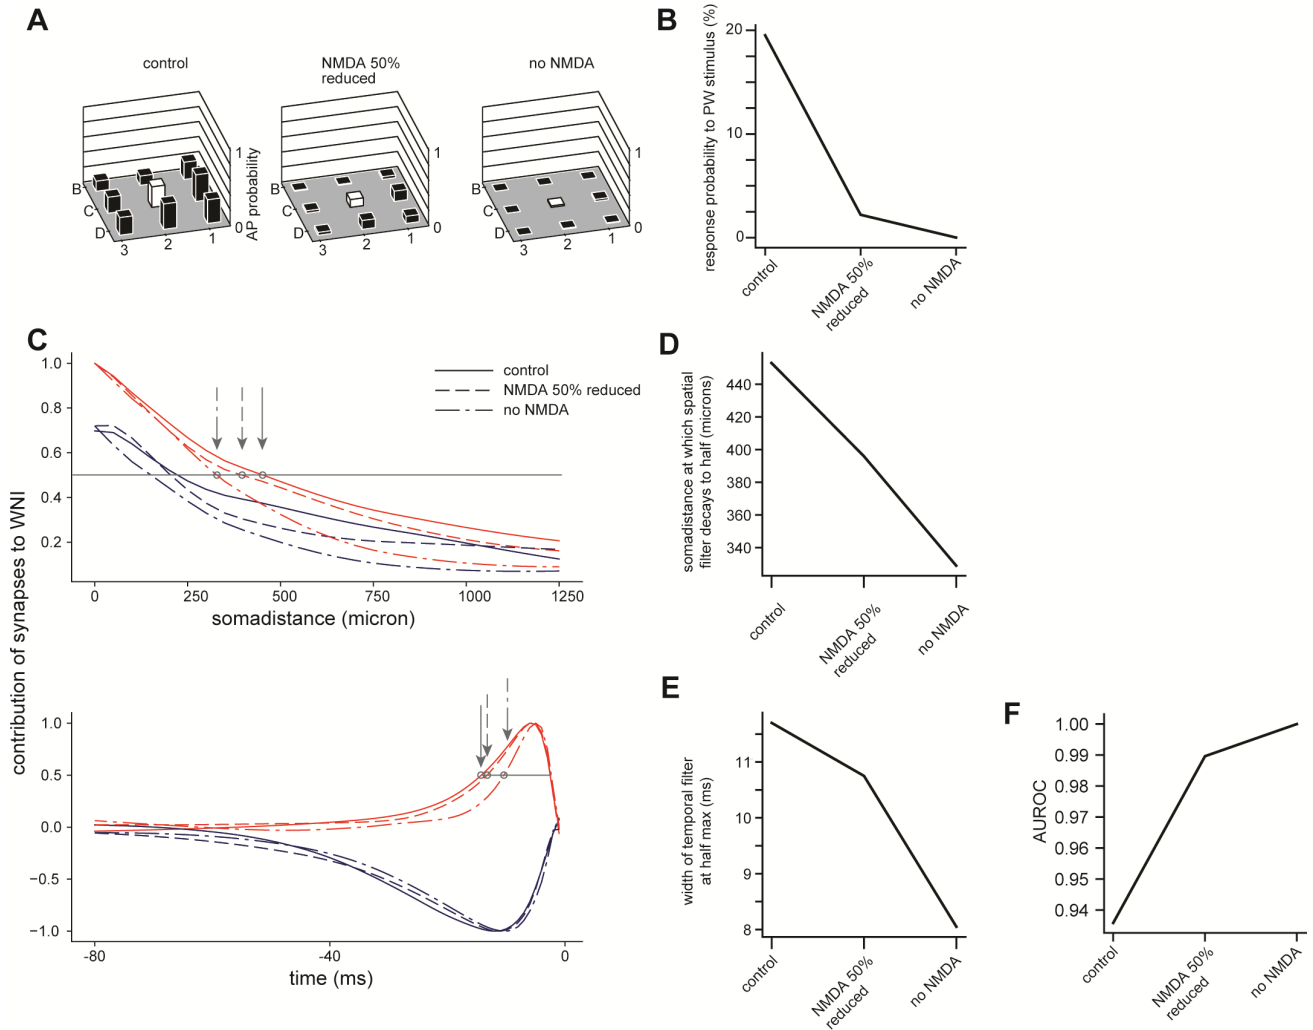 A
control
NMDA 50%
reduced
no NMDA
B
C
D
3
2
1
1
0
AP probability
B
C
D
3
2
1
1
0
B
C
D
3
2
1
1
0
B
response probability to PW stimulus (%)
20
10
0
control
NMDA 50%
reduced
no NMDA
C
contribution of synapses to WNI
1.0
0.8
0.6
0.4
0.2
control
NMDA 50% reduced
no NMDA
0
250
500
750
1000
1250
somadistance (micron)
1.0
0.5
0.0
−0.5
−1.0
-80
-40
0
time (ms)
D
somadistance at which spatial
filter decays to half (microns)
440
420
400
380
360
340
control
NMDA 50%
reduced
no NMDA
E
width of temporal filter
at half max (ms)
11
10
9
8
control
NMDA 50%
reduced
no NMDA
F
AUROC
1.00
0.99
0.98
0.97
0.96
0.95
0.94
control
NMDA 50%
reduced
no NMDA